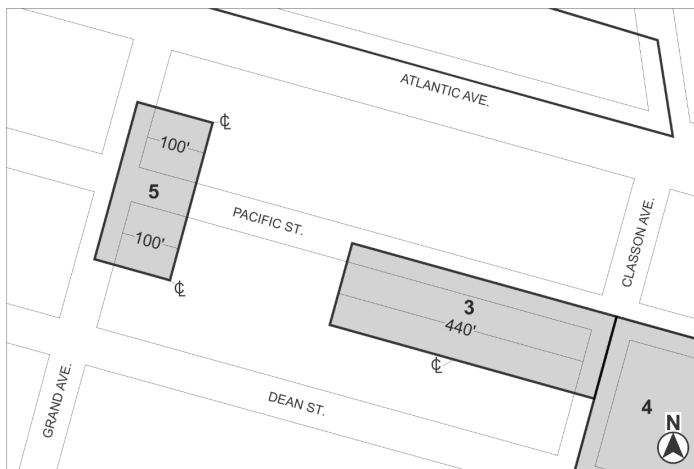 ATLANTIC AVE.
℄
100'
5
PACIFIC ST.
CLASSON AVE.
100'
℄
3
440'
℄
GRAND AVE.
DEAN ST.
4
N